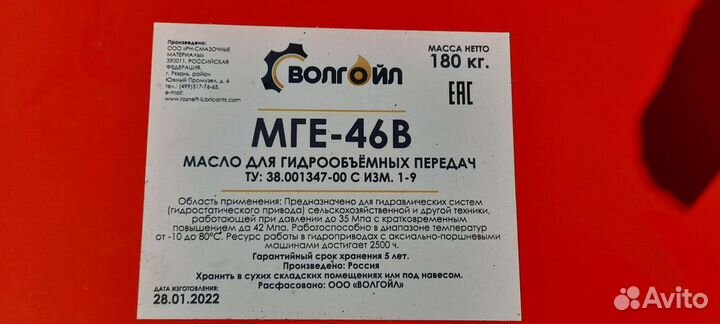 Произведено:
ООО «РН-СМАЗОЧНЫЕ
МАТЕРИАЛЫ»
390011, РОССИЙСКАЯ
ФЕДЕРАЦИЯ,
г. Рязань, район
Южный Промузел, д. 6
тел.: (499)517-76-65,
e-mail:
www.rosneft-lubricants.com
ВОЛГОЙЛ
МАССА НЕТТО
180 кг.
ЕАС
МГЕ-46В
МАСЛО ДЛЯ ГИДРООБЪЁМНЫХ ПЕРЕДАЧ
ТУ: 38.001347-00 С ИЗМ. 1-9
Область применения: Предназначено для гидравлических систем
(гидростатического привода) сельскохозяйственной и другой техники,
работающей при давлении до 35 Мпа с кратковременным
повышением до 42 Мпа. Работоспособно в диапазоне температур
от -10 до 80°С. Ресурс работы в гидроприводах с аксиально-поршневыми
машинами достигает 2500 ч.
Гарантийный срок хранения 5 лет.
Произведено: Россия
Хранить в сухих складских помещениях или под навесом.
Расфасовано: ООО «ВОЛГОЙЛ»
ДАТА ИЗГОТОВЛЕНИЯ:
28.01.2022
Avito